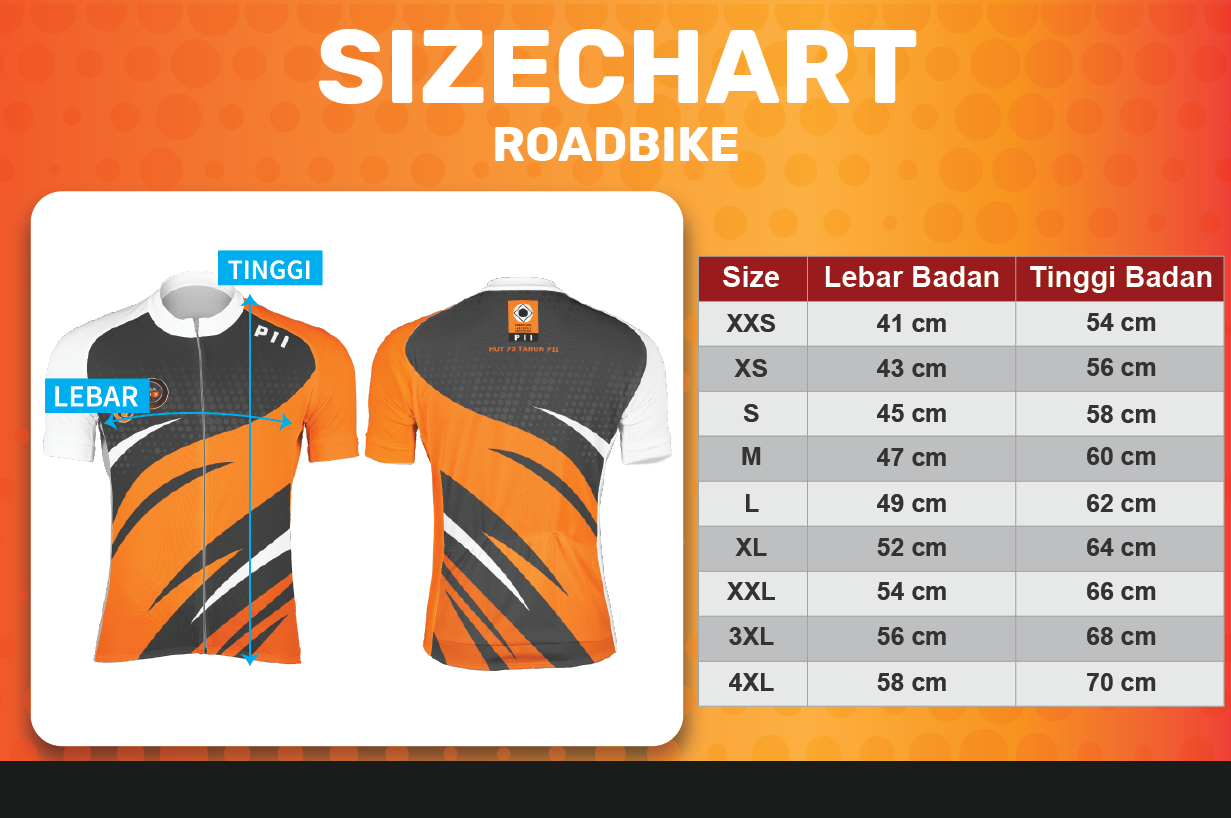 SIZECHART
ROADBIKE
TINGGI
LEBAR
PII
PII
HUT 70 TAHUN PII
Size Lebar Badan Tinggi Badan
XXS 41 cm 54 cm
XS 43 cm 56 cm
S 45 cm 58 cm
M 47 cm 60 cm
L 49 cm 62 cm
XL 52 cm 64 cm
XXL 54 cm 66 cm
3XL 56 cm 68 cm
4XL 58 cm 70 cm